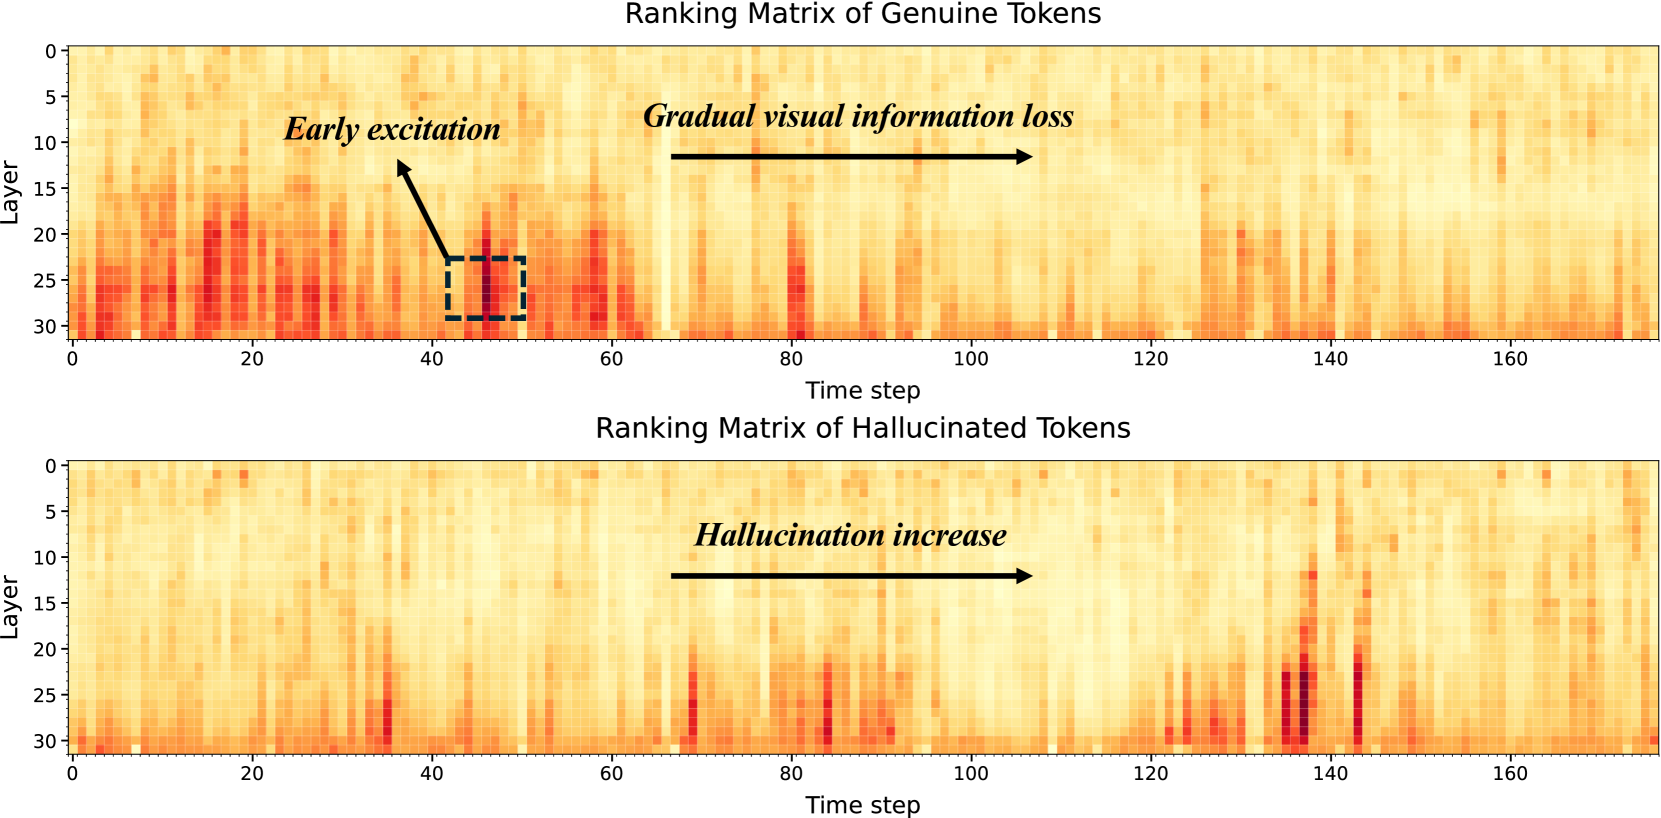 Ranking Matrix of Genuine Tokens
0
5
10
15
20
25
30
Layer
Early excitation
Gradual visual information loss
0 20 40 60 80 100 120 140 160
Time step
Ranking Matrix of Hallucinated Tokens
0
5
10
15
20
25
30
Layer
Hallucination increase
0 20 40 60 80 100 120 140 160
Time step